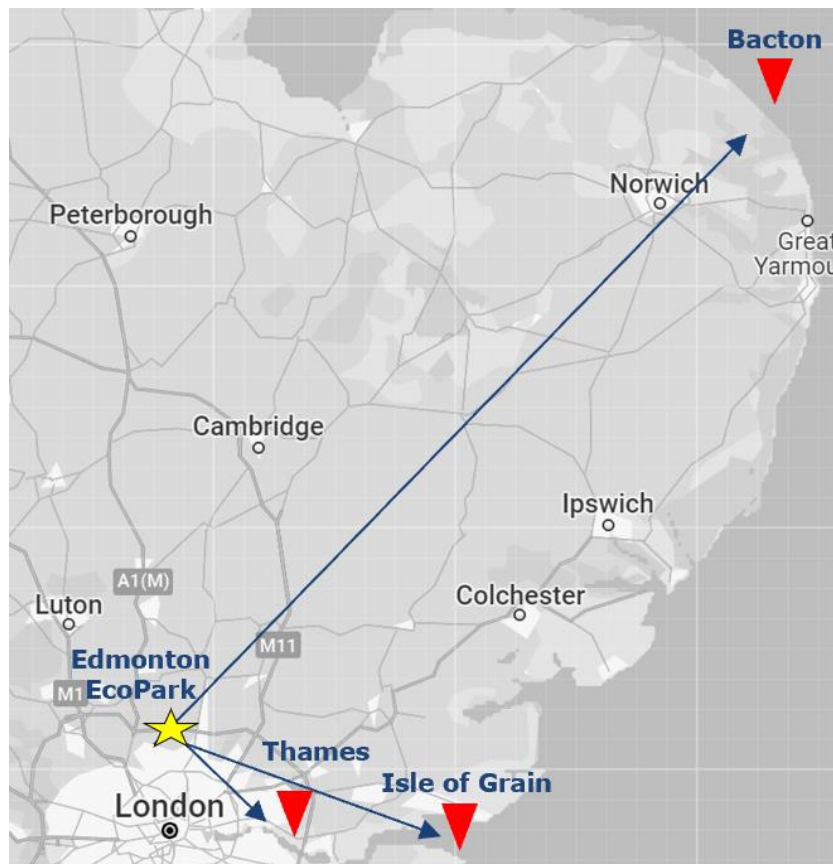 Bacton
Norwich
Peterborough
Great
Yarmou
Cambridge
Ipswich
A1(M)
Colchester
Luton
M11
Edmonton
M1
EcoPark
Thames
Isle of Grain
London